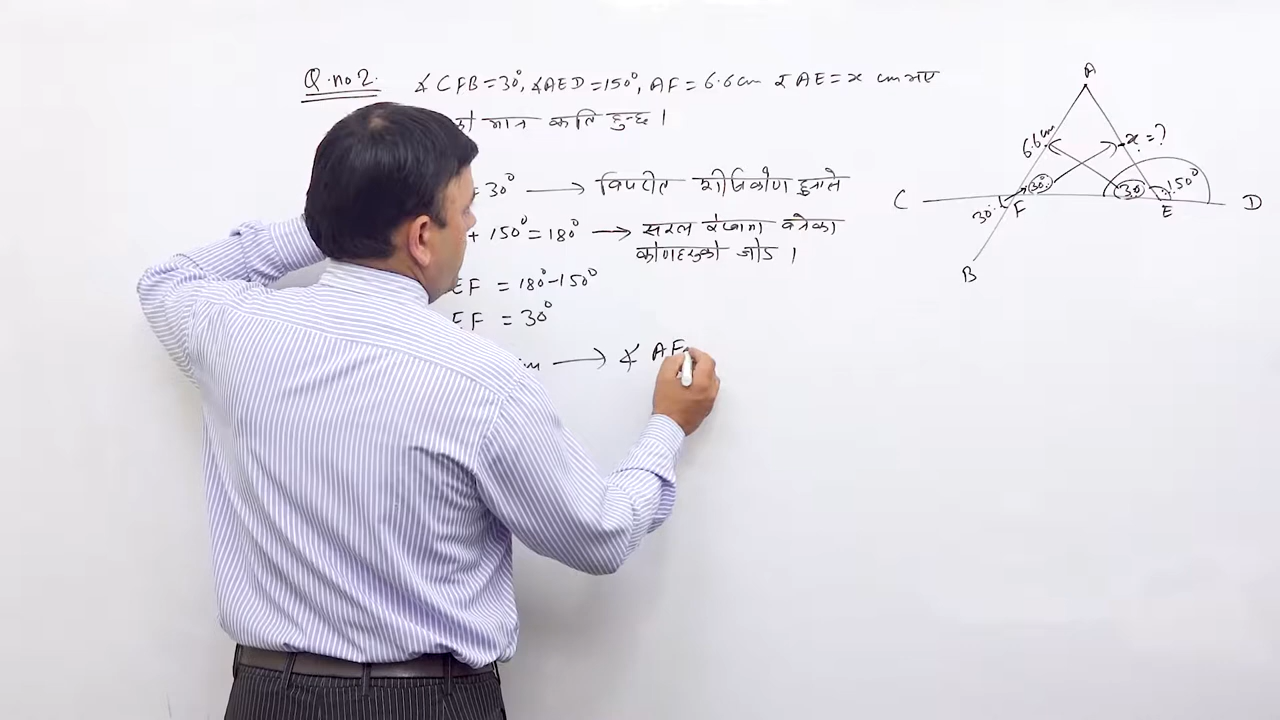 Q.no 2. ∡ CFB = 30°, ∡AED = 150°, AF = 6.6cm र AE = x cm भए
को मान कति हुन्छ ।
= 30° → विपरीत शीर्षकोण हुनाले
+ 150° = 180° → सरल रेखामा बनेका
कोणहरुको जोड ।
EF = 180° - 150°
EF = 30°
cm → ∡ AF
A
6.6cm
x = ?
C
30°
30°
150°
D
30°
F
E
B